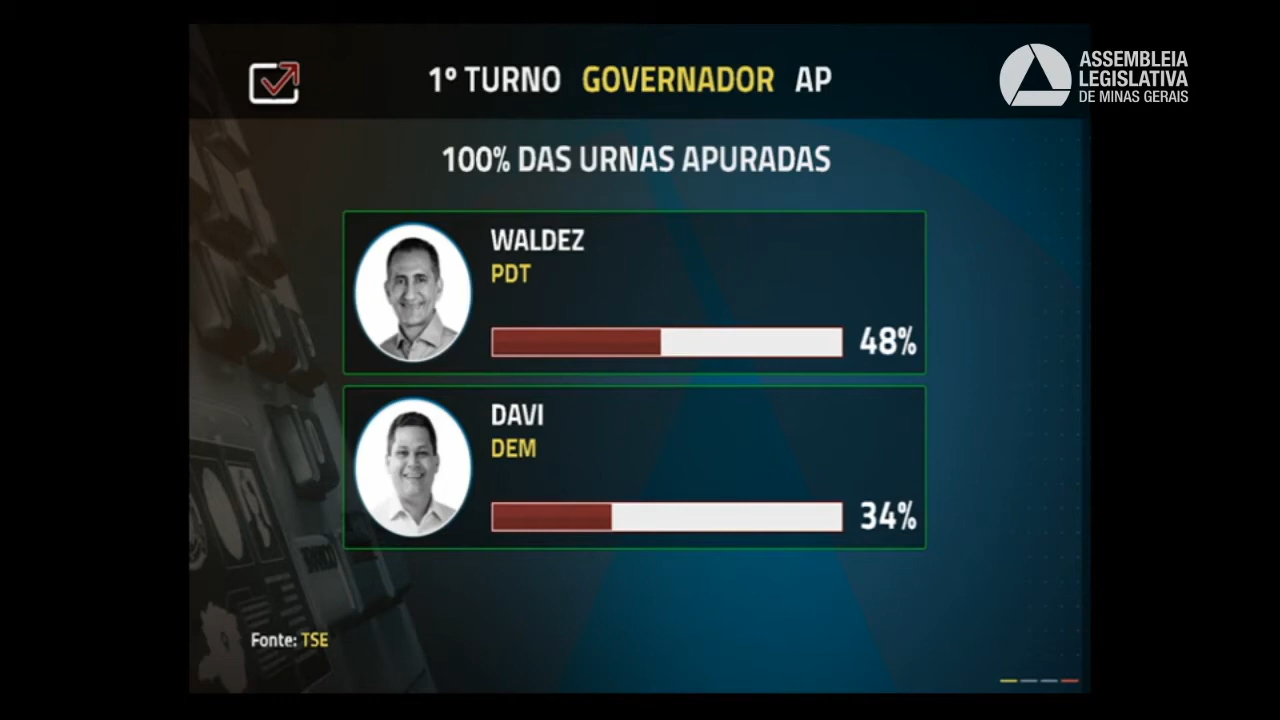 1º TURNO GOVERNADOR AP
ASSEMBLEIA
LEGISLATIVA
DE MINAS GERAIS
100% DAS URNAS APURADAS
WALDEZ
PDT
48%
DAVI
DEM
34%
Fonte: TSE